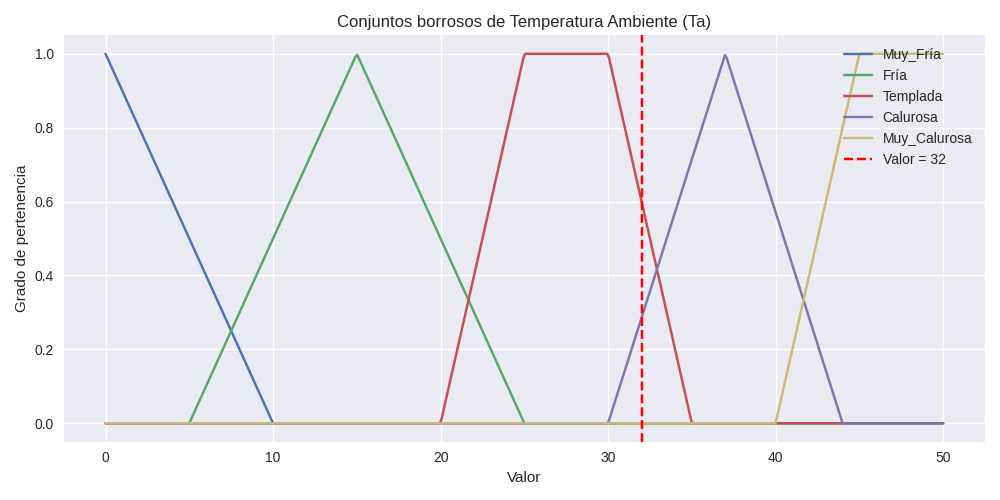 Conjuntos borrosos de Temperatura Ambiente (Ta)
Grado de pertenencia
1.0
0.8
0.6
0.4
0.2
0.0
0
10
20
30
40
50
Valor
Muy_Fría
Fría
Templada
Calurosa
Muy_Calurosa
Valor = 32